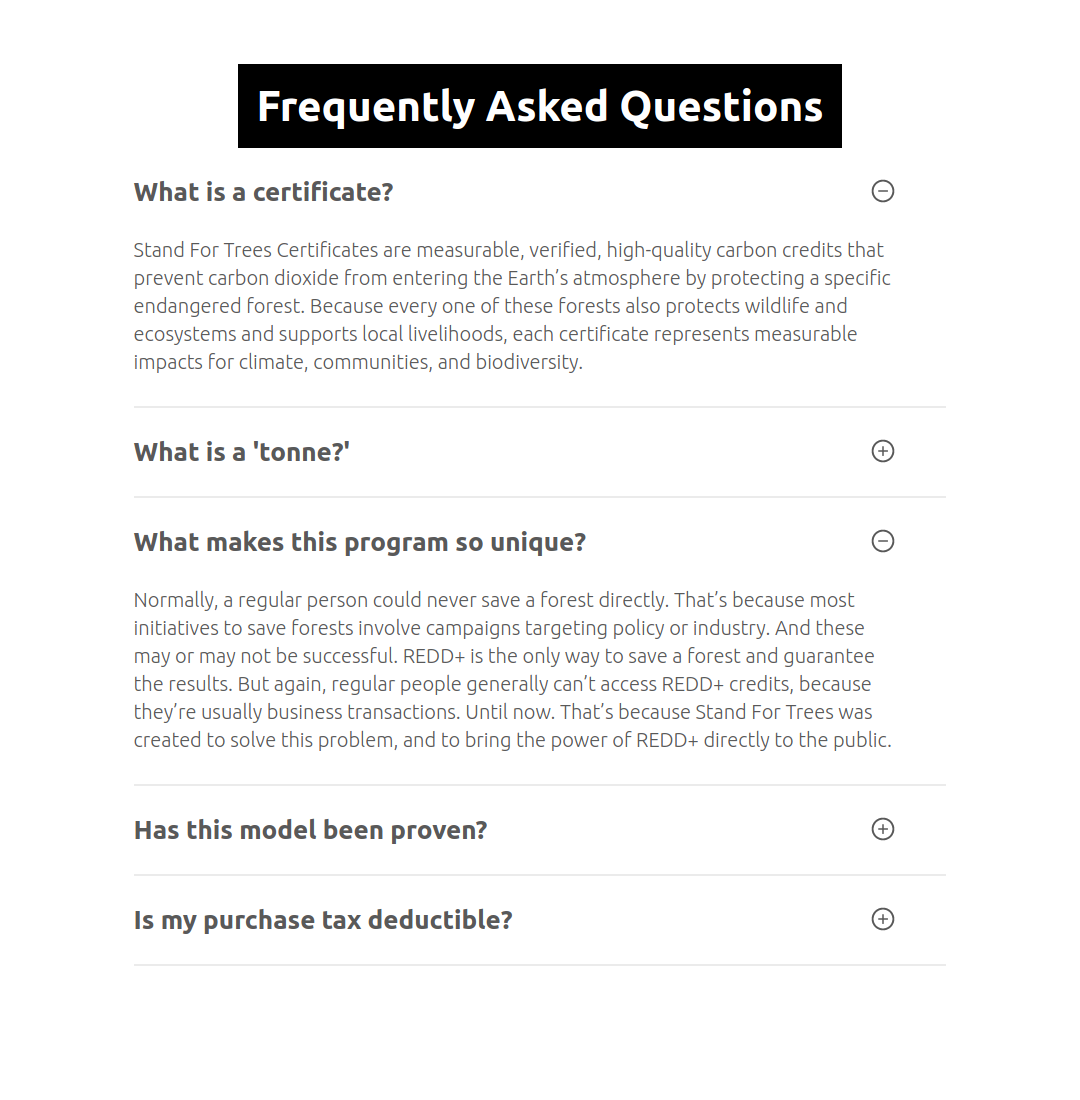 Frequently Asked Questions
What is a certificate?
Stand For Trees Certificates are measurable, verified, high-quality carbon credits that
prevent carbon dioxide from entering the Earth’s atmosphere by protecting a specific
endangered forest. Because every one of these forests also protects wildlife and
ecosystems and supports local livelihoods, each certificate represents measurable
impacts for climate, communities, and biodiversity.
What is a 'tonne?'
What makes this program so unique?
Normally, a regular person could never save a forest directly. That’s because most
initiatives to save forests involve campaigns targeting policy or industry. And these
may or may not be successful. REDD+ is the only way to save a forest and guarantee
the results. But again, regular people generally can’t access REDD+ credits, because
they’re usually business transactions. Until now. That’s because Stand For Trees was
created to solve this problem, and to bring the power of REDD+ directly to the public.
Has this model been proven?
Is my purchase tax deductible?